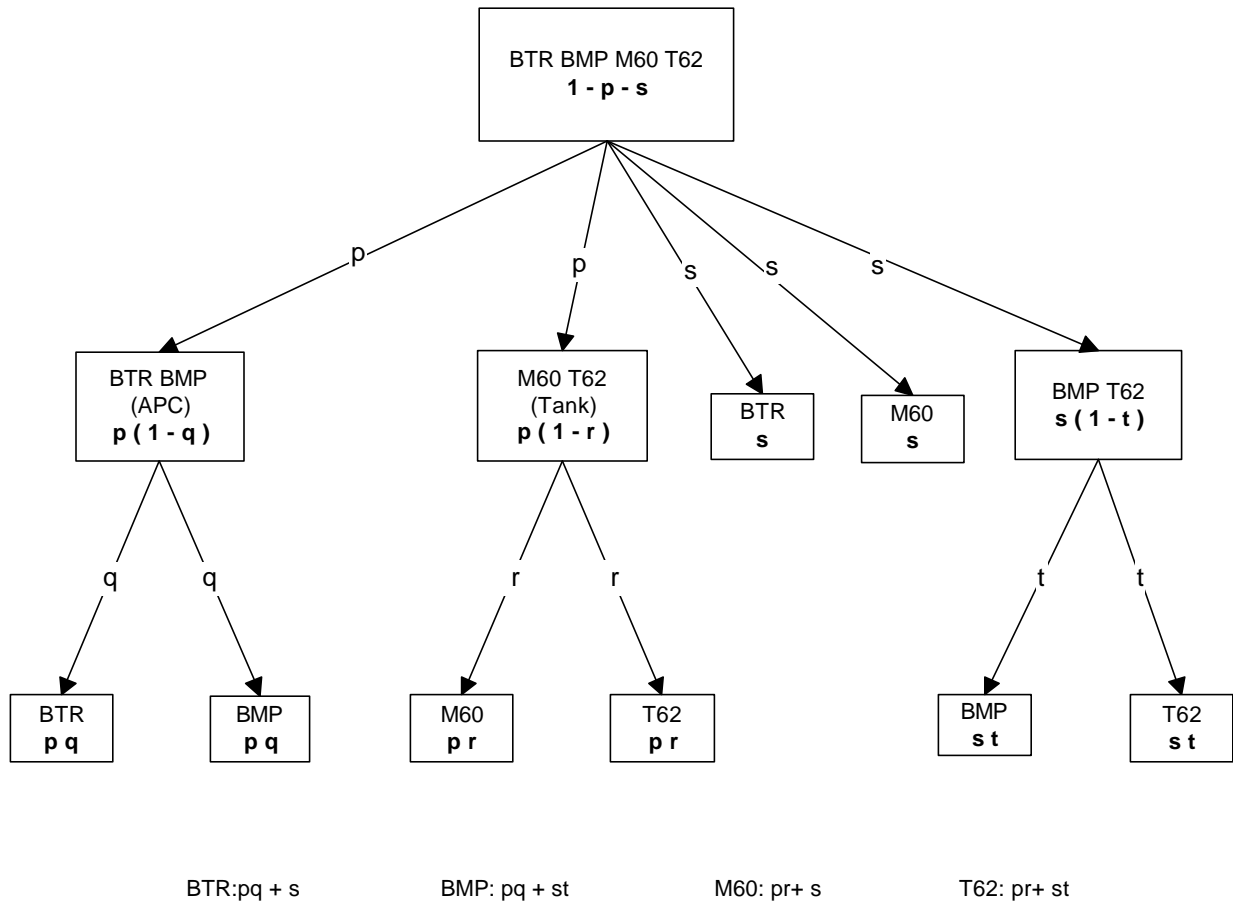 BTR BMP M60 T62
1 - p - s
p
p
s
s
s
BTR BMP
(APC)
p ( 1 - q )
M60 T62
(Tank)
p ( 1 - r )
BTR
s
M60
s
BMP T62
s ( 1 - t )
q
q
r
r
t
t
BTR
p q
BMP
p q
M60
p r
T62
p r
BMP
s t
T62
s t
BTR:pq + s
BMP: pq + st
M60: pr+ s
T62: pr+ st